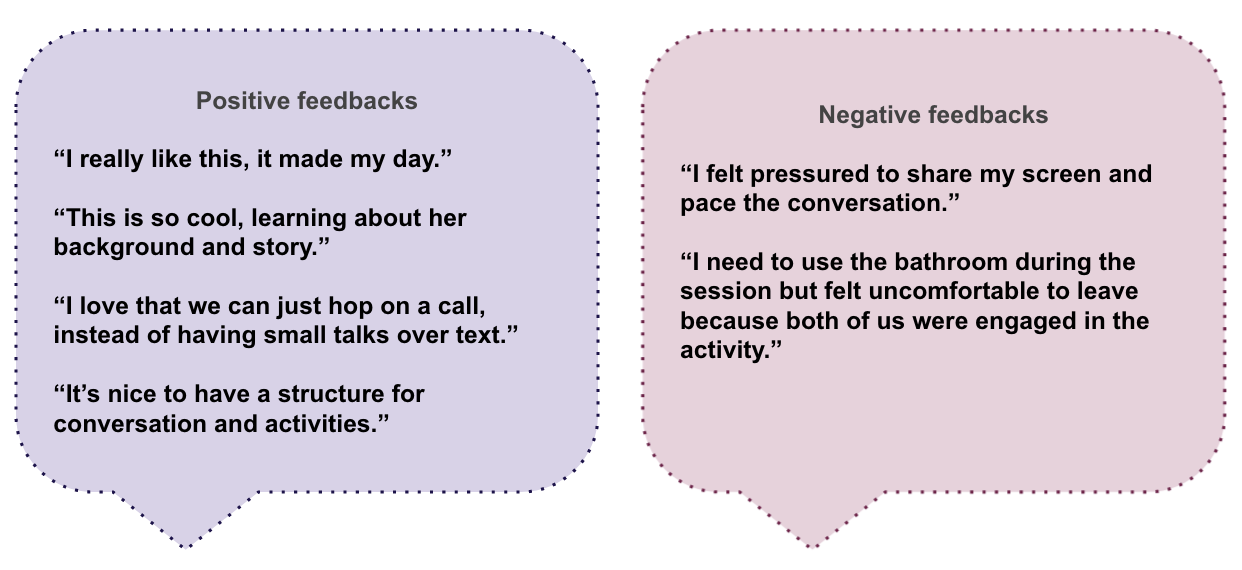 Positive feedbacks
“I really like this, it made my day.”
“This is so cool, learning about her
background and story.”
“I love that we can just hop on a call,
instead of having small talks over text.”
“It’s nice to have a structure for
conversation and activities.”
Negative feedbacks
“I felt pressured to share my screen and
pace the conversation.”
“I need to use the bathroom during the
session but felt uncomfortable to leave
because both of us were engaged in the
activity.”